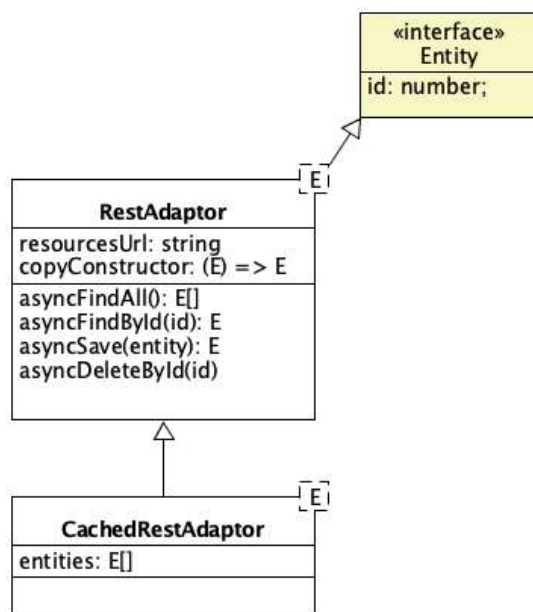 «interface»
Entity
id: number;
E
RestAdaptor
resourcesUrl: string
copyConstructor: (E) => E
asyncFindAll(): E[]
asyncFindById(id): E
asyncSave(entity): E
asyncDeleteById(id)
E
CachedRestAdaptor
entities: E[]